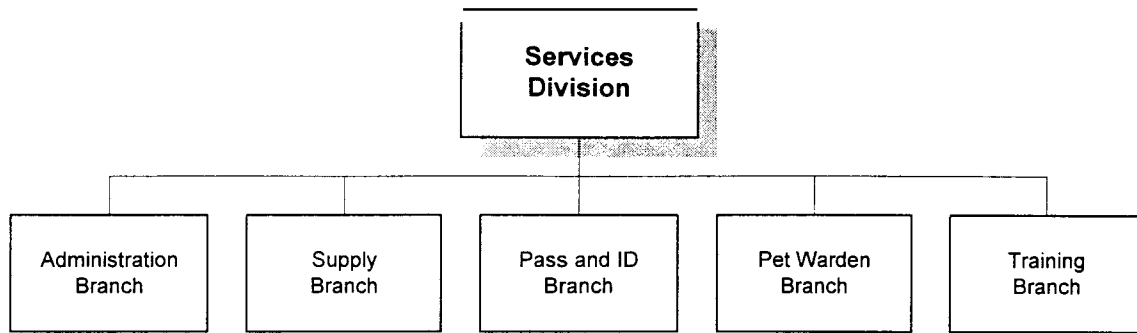 Services
Division
Administration
Branch
Supply
Branch
Pass and ID
Branch
Pet Warden
Branch
Training
Branch